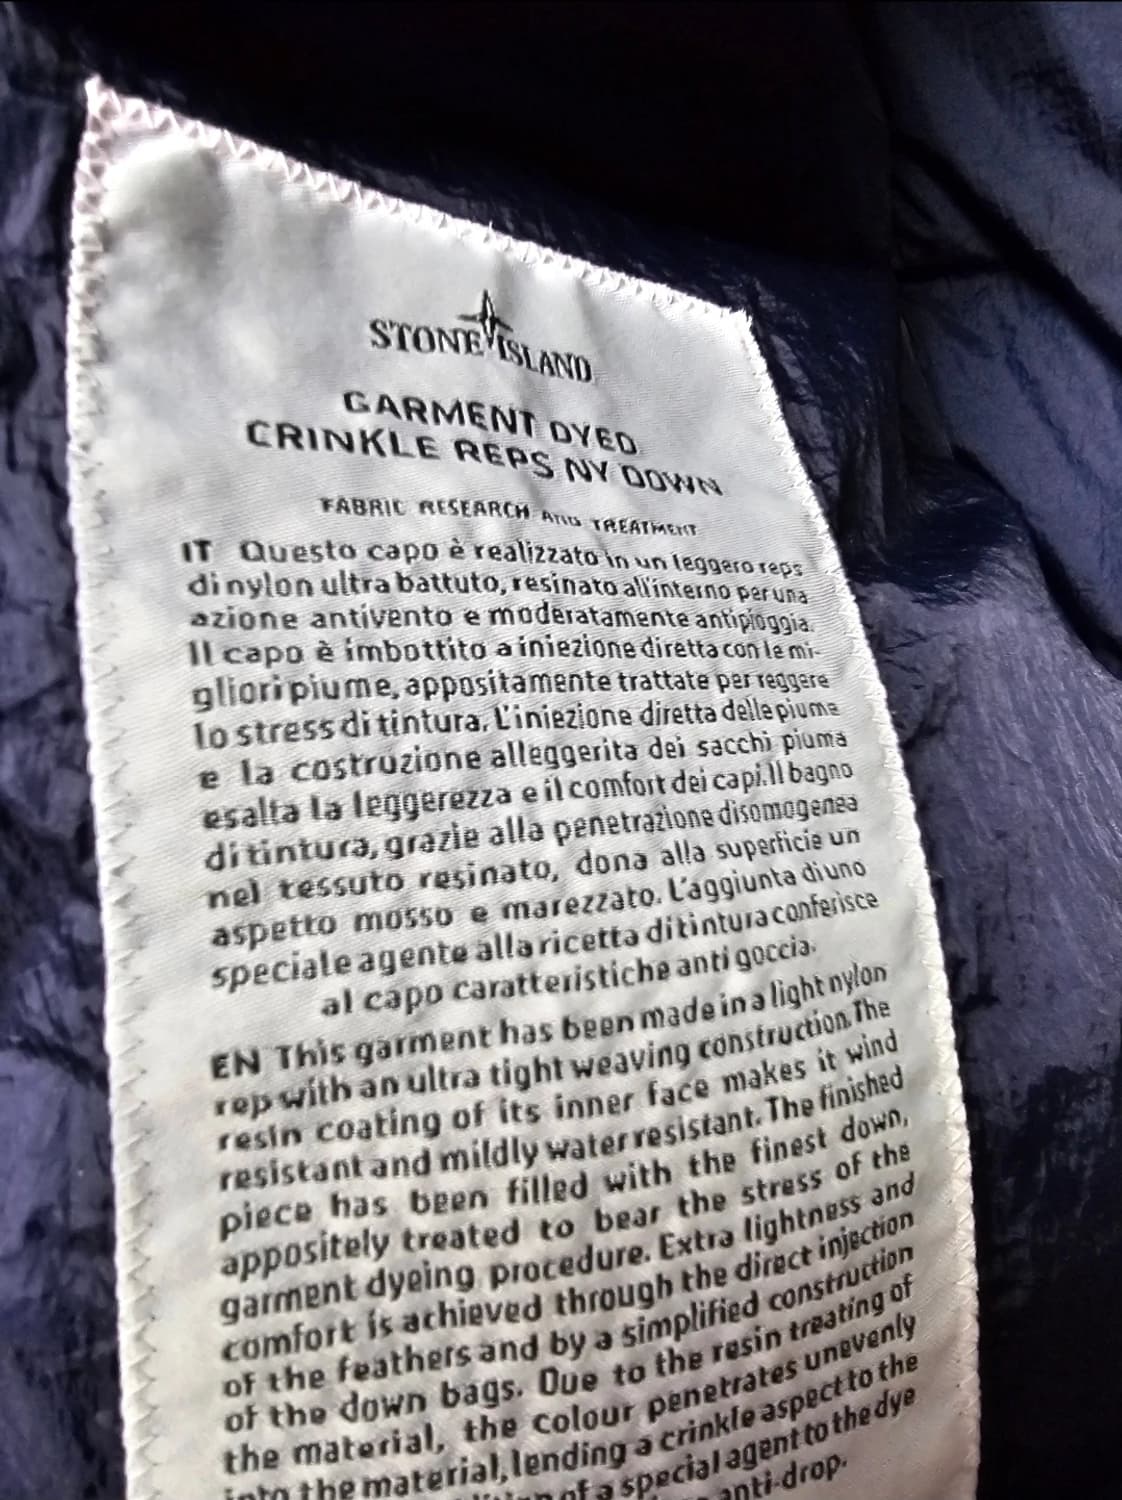 STONE ISLAND
GARMENT DYED
CRINKLE REPS NY DOWN
FABRIC RESEARCH AND TREATMENT
IT Questo capo è realizzato in un leggero reps
di nylon ultra battuto, resinato all'interno per una
azione antivento e moderatamente antipioggia.
Il capo è imbottito a iniezione diretta con le mi-
gliori piume, appositamente trattate per reggere
lo stress di tintura. L'iniezione diretta delle piume
e la costruzione alleggerita dei sacchi piuma
esalta la leggerezza e il comfort dei capi. Il bagno
di tintura, grazie alla penetrazione disomogenea
nel tessuto resinato, dona alla superficie un
aspetto mosso e marezzato. L'aggiunta di uno
speciale agente alla ricetta di tintura conferisce
al capo caratteristiche anti goccia.
EN This garment has been made in a light nylon
rep with an ultra tight weaving construction. The
resin coating of its inner face makes it wind
resistant and mildly water resistant. The finished
piece has been filled with the finest down,
appositely treated to bear the stress of the
garment dyeing procedure. Extra lightness and
comfort is achieved through the direct injection
of the feathers and by a simplified construction
of the down bags. Due to the resin treating of
the material, the colour penetrates unevenly
into the material, lending a crinkle aspect to the
of a special agent to the dye
anti-drop.